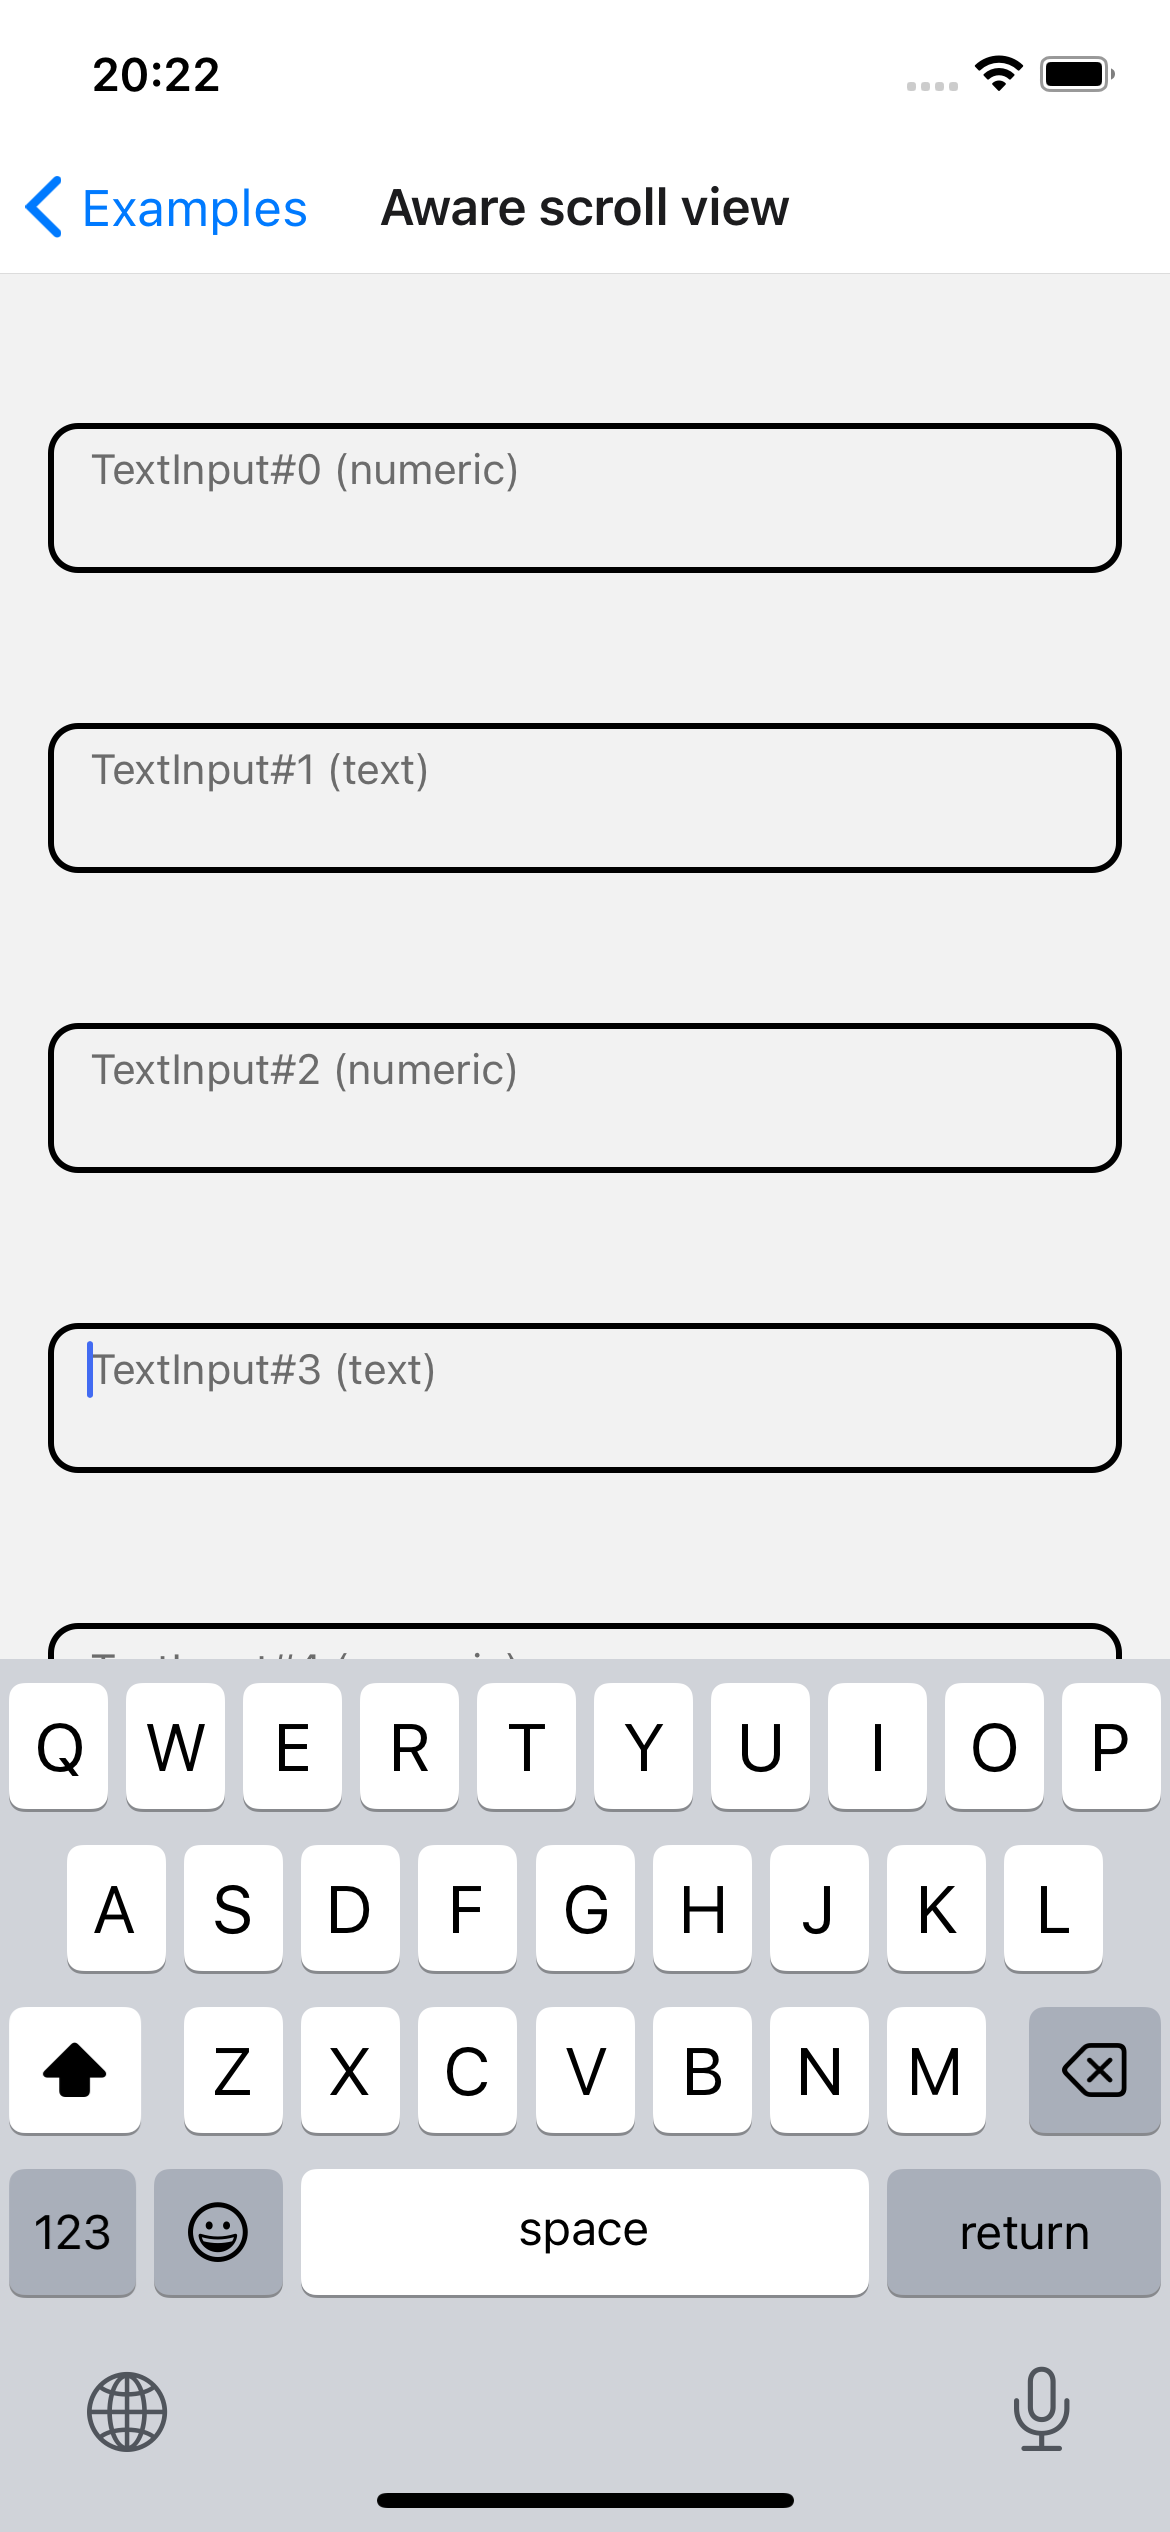 20:22
Examples
Aware scroll view
TextInput#0 (numeric)
TextInput#1 (text)
TextInput#2 (numeric)
TextInput#3 (text)
Q W E R T Y U I O P
A S D F G H J K L
Z X C V B N M
123 space return